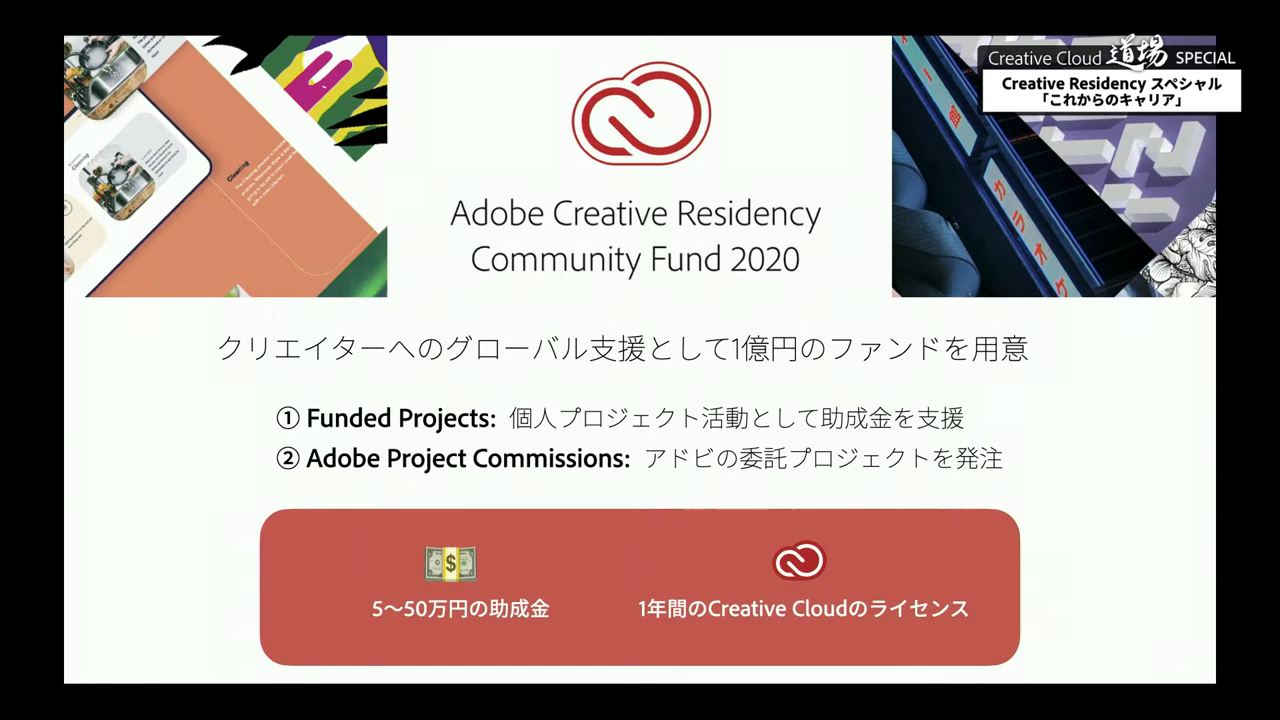 Creative Cloud 道場 SPECIAL
Creative Residency スペシャル
「これからのキャリア」
Cleaning
カラオケ
Adobe Creative Residency
Community Fund 2020
クリエイターへのグローバル支援として1億円のファンドを用意
① Funded Projects: 個人プロジェクト活動として助成金を支援
② Adobe Project Commissions: アドビの委託プロジェクトを発注
5〜50万円の助成金
1年間のCreative Cloudのライセンス